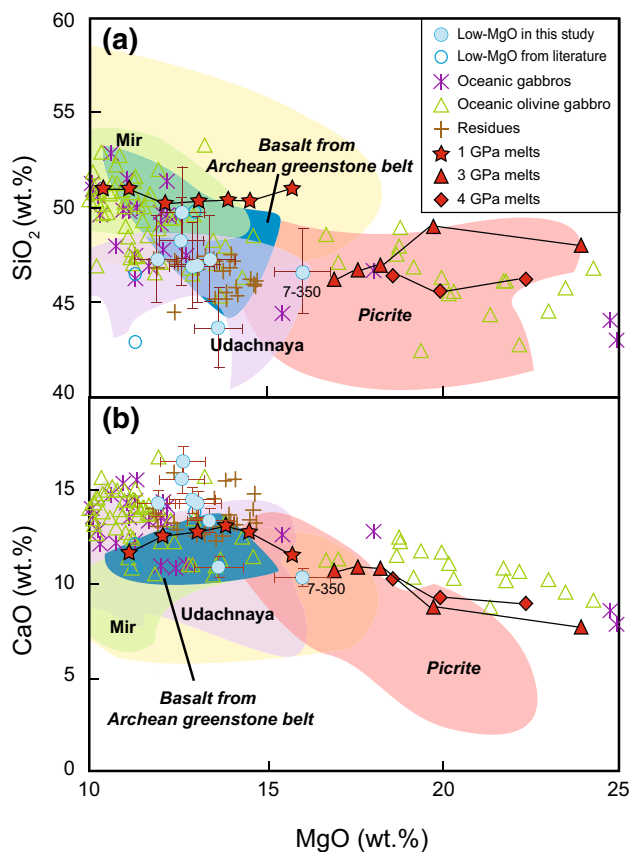 (a)
60
55
50
45
40
SiO2 (wt.%)
Low-MgO in this study
Low-MgO from literature
Oceanic gabbros
Oceanic olivine gabbro
Residues
1 GPa melts
3 GPa melts
4 GPa melts
Mir
Basalt from
Archean greenstone belt
7-350
Picrite
Udachnaya
(b)
15
10
5
0
CaO (wt.%)
7-350
Udachnaya
Mir
Picrite
Basalt from
Archean greenstone belt
10
15
20
25
MgO (wt.%)